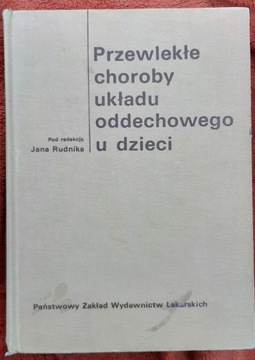 Przewlekłe
choroby
układu
oddechowego
u dzieci
Pod redakcją
Jana Rudnika
Państwowy Zakład Wydawnictw Lekarskich